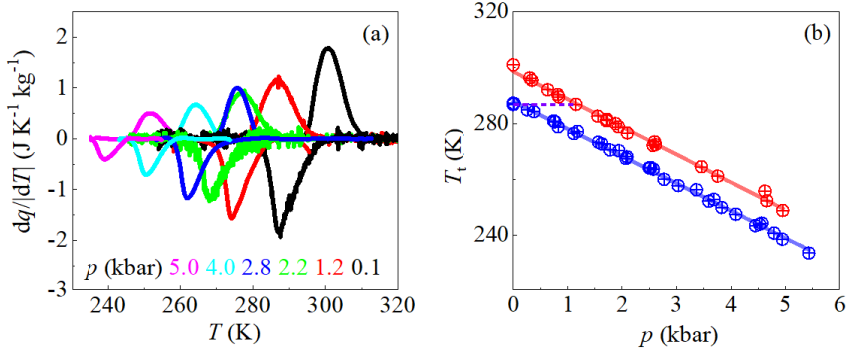 (a)
2
1
0
-1
-2
-3
dq/|dT| (J K⁻¹ kg⁻¹)
p (kbar) 5.0 4.0 2.8 2.2 1.2 0.1
240 260 280 300 320
T (K)
(b)
320
280
240
Tₜ (K)
0 1 2 3 4 5 6
p (kbar)